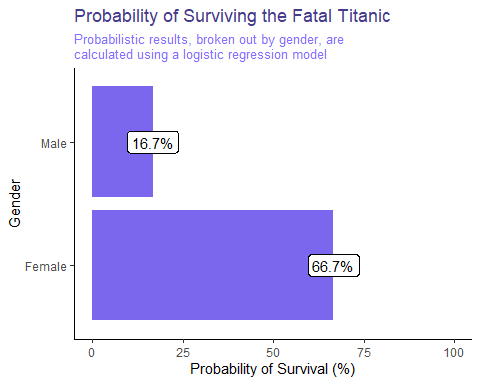 Probability of Surviving the Fatal Titanic
Probabilistic results, broken out by gender, are
calculated using a logistic regression model
Gender
Male
16.7%
Female
66.7%
0 25 50 75 100
Probability of Survival (%)